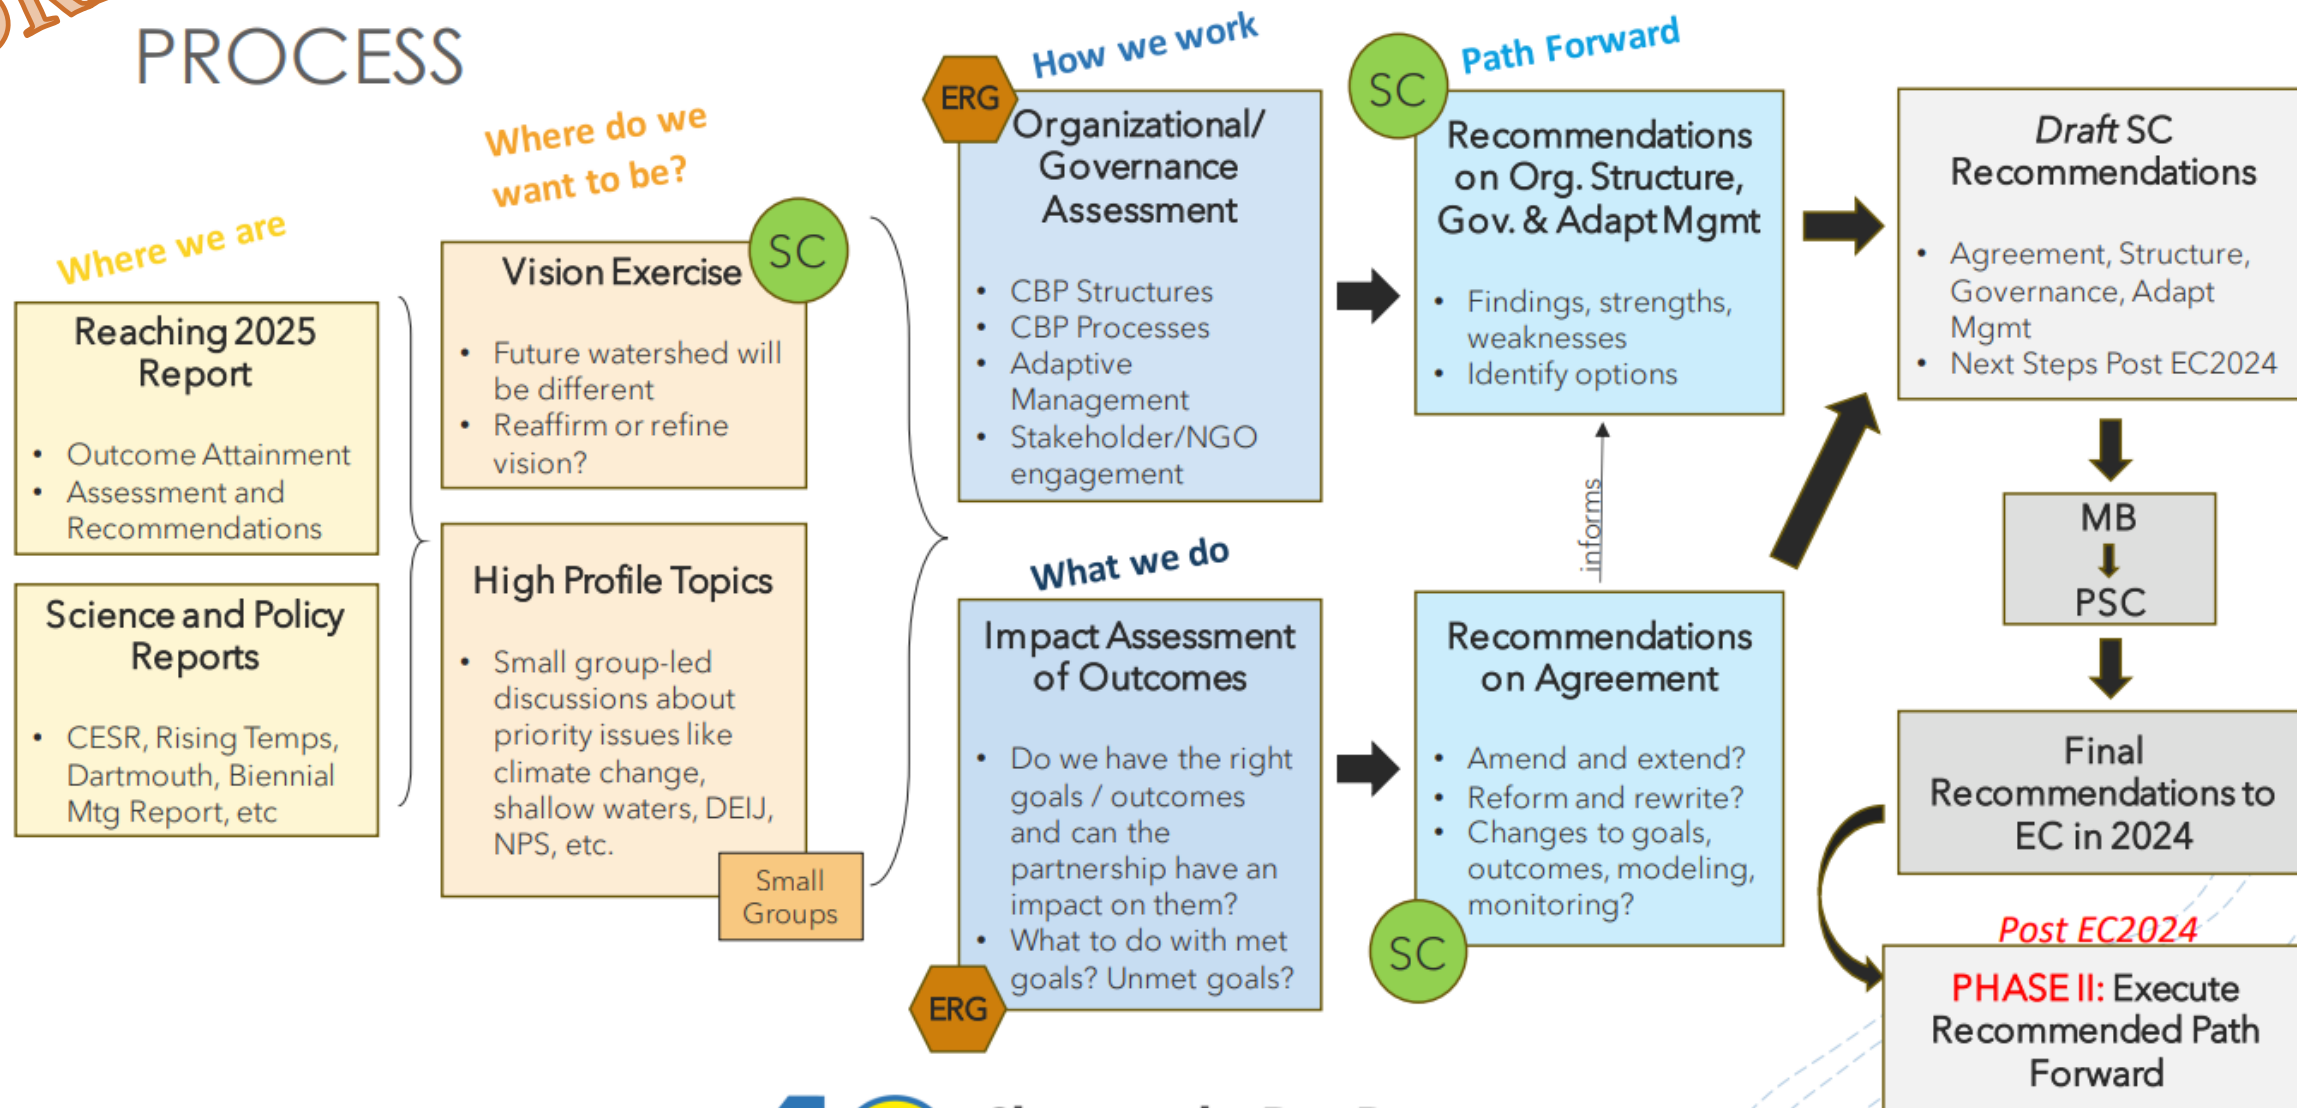 PROCESS
Where we are
Reaching 2025
Report
• Outcome Attainment
• Assessment and
Recommendations
Science and Policy
Reports
• CESR, Rising Temps,
Dartmouth, Biennial
Mtg Report, etc
Where do we
want to be?
SC
Vision Exercise
• Future watershed will
be different
• Reaffirm or refine
vision?
High Profile Topics
• Small group-led
discussions about
priority issues like
climate change,
shallow waters, DEIJ,
NPS, etc.
Small
Groups
How we work
ERG
Organizational/
Governance
Assessment
• CBP Structures
• CBP Processes
• Adaptive
Management
• Stakeholder/NGO
engagement
What we do
Impact Assessment
of Outcomes
• Do we have the right
goals / outcomes
and can the
partnership have an
impact on them?
• What to do with met
goals? Unmet goals?
ERG
Path Forward
SC
Recommendations
on Org. Structure,
Gov. & Adapt Mgmt
• Findings, strengths,
weaknesses
• Identify options
informs
Recommendations
on Agreement
• Amend and extend?
• Reform and rewrite?
• Changes to goals,
outcomes, modeling,
monitoring?
SC
Draft SC
Recommendations
• Agreement, Structure,
Governance, Adapt
Mgmt
• Next Steps Post EC2024
MB
PSC
Final
Recommendations to
EC in 2024
Post EC2024
PHASE II: Execute
Recommended Path
Forward